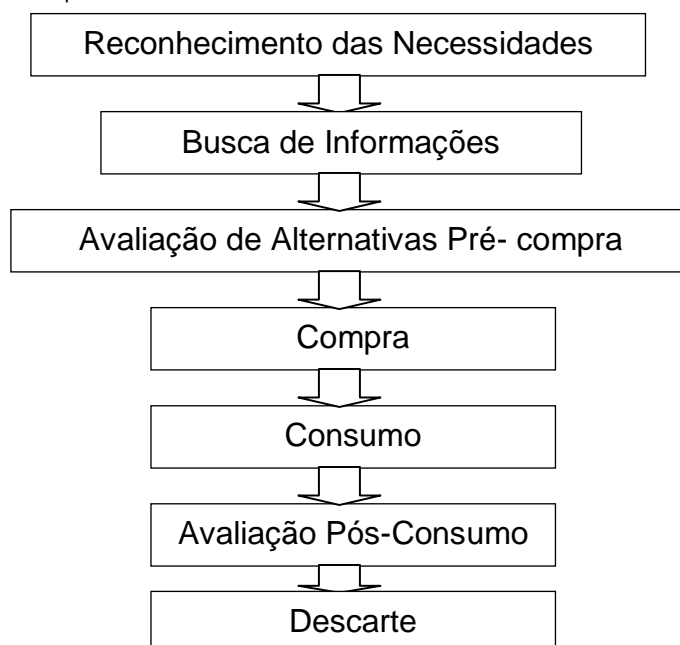 Reconhecimento das Necessidades
Busca de Informações
Avaliação de Alternativas Pré- compra
Compra
Consumo
Avaliação Pós-Consumo
Descarte